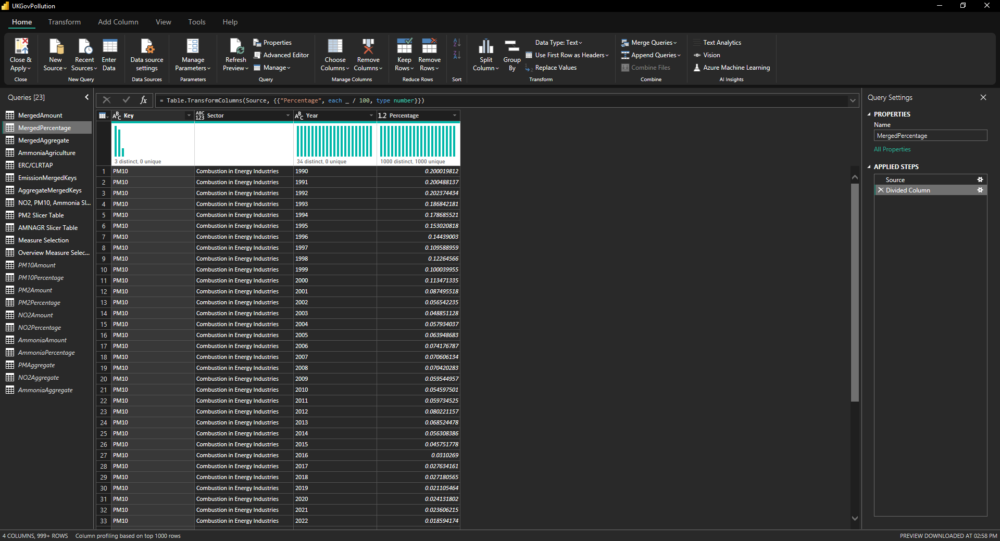 UKGovPollution
Home Transform Add Column View Tools Help
Close & Apply
Close
New Source
Recent Sources
Enter Data
New Query
Data source settings
Data Sources
Manage Parameters
Parameters
Refresh Preview
Properties
Advanced Editor
Manage
Query
Choose Columns
Remove Columns
Manage Columns
Keep Rows
Remove Rows
Reduce Rows
Sort
Split Column
Group By
Data Type: Text
Use First Row as Headers
Replace Values
Transform
Merge Queries
Append Queries
Combine Files
Combine
Text Analytics
Vision
Azure Machine Learning
AI Insights
Queries [23]
MergedAmount
MergedPercentage
MergedAggregate
AmmoniaAgriculture
ERC/CLRTAP
EmissionMergedKeys
AggregateMergedKeys
NO2, PM10, Ammonia Sl...
PM2 Slicer Table
AMNAGR Slicer Table
Measure Selection
Overview Measure Selec...
PM10Amount
PM10Percentage
PM2Amount
PM2Percentage
NO2Amount
NO2Percentage
AmmoniaAmount
AmmoniaPercentage
PMAggregate
NO2Aggregate
AmmoniaAggregate
fx = Table.TransformColumns(Source, {{"Percentage", each _ / 100, type number}})
ABC Key ABC 123 Sector ABC Year 1.2 Percentage
3 distinct, 0 unique 34 distinct, 0 unique 1000 distinct, 1000 unique
1 PM10 Combustion in Energy Industries 1990 0.200019812
2 PM10 Combustion in Energy Industries 1991 0.200488137
3 PM10 Combustion in Energy Industries 1992 0.202374434
4 PM10 Combustion in Energy Industries 1993 0.186842181
5 PM10 Combustion in Energy Industries 1994 0.178685521
6 PM10 Combustion in Energy Industries 1995 0.153020818
7 PM10 Combustion in Energy Industries 1996 0.14439003
8 PM10 Combustion in Energy Industries 1997 0.109588959
9 PM10 Combustion in Energy Industries 1998 0.12264566
10 PM10 Combustion in Energy Industries 1999 0.100039955
11 PM10 Combustion in Energy Industries 2000 0.113471335
12 PM10 Combustion in Energy Industries 2001 0.087495518
13 PM10 Combustion in Energy Industries 2002 0.056542235
14 PM10 Combustion in Energy Industries 2003 0.048851128
15 PM10 Combustion in Energy Industries 2004 0.057934037
16 PM10 Combustion in Energy Industries 2005 0.063948683
17 PM10 Combustion in Energy Industries 2006 0.074176787
18 PM10 Combustion in Energy Industries 2007 0.070606134
19 PM10 Combustion in Energy Industries 2008 0.070420283
20 PM10 Combustion in Energy Industries 2009 0.059544957
21 PM10 Combustion in Energy Industries 2010 0.054597501
22 PM10 Combustion in Energy Industries 2011 0.059734525
23 PM10 Combustion in Energy Industries 2012 0.080221157
24 PM10 Combustion in Energy Industries 2013 0.068524478
25 PM10 Combustion in Energy Industries 2014 0.056308386
26 PM10 Combustion in Energy Industries 2015 0.045751778
27 PM10 Combustion in Energy Industries 2016 0.0310269
28 PM10 Combustion in Energy Industries 2017 0.027634161
29 PM10 Combustion in Energy Industries 2018 0.027180565
30 PM10 Combustion in Energy Industries 2019 0.021105464
31 PM10 Combustion in Energy Industries 2020 0.024131802
32 PM10 Combustion in Energy Industries 2021 0.023606215
33 PM10 Combustion in Energy Industries 2022 0.018594174
Query Settings
PROPERTIES
Name
MergedPercentage
All Properties
APPLIED STEPS
Source
Divided Column
4 COLUMNS, 999+ ROWS Column profiling based on top 1000 rows
PREVIEW DOWNLOADED AT 02:58 PM